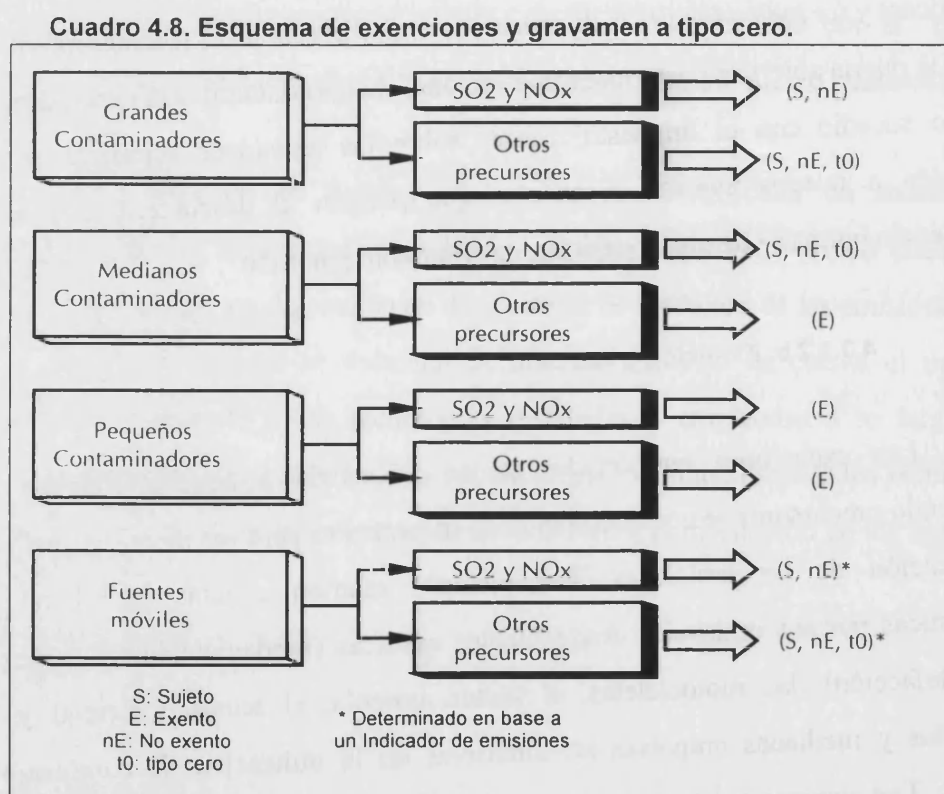 Cuadro 4.8. Esquema de exenciones y gravamen a tipo cero.
Grandes
Contaminadores
SO2 y NOx
(S, nE)
Otros
precursores
(S, nE, t0)
Medianos
Contaminadores
SO2 y NOx
(S, nE, t0)
Otros
precursores
(E)
Pequeños
Contaminadores
SO2 y NOx
(E)
Otros
precursores
(E)
Fuentes
móviles
SO2 y NOx
(S, nE)*
Otros
precursores
(S, nE, t0)*
S: Sujeto
E: Exento
nE: No exento
t0: tipo cero
* Determinado en base a
un Indicador de emisiones